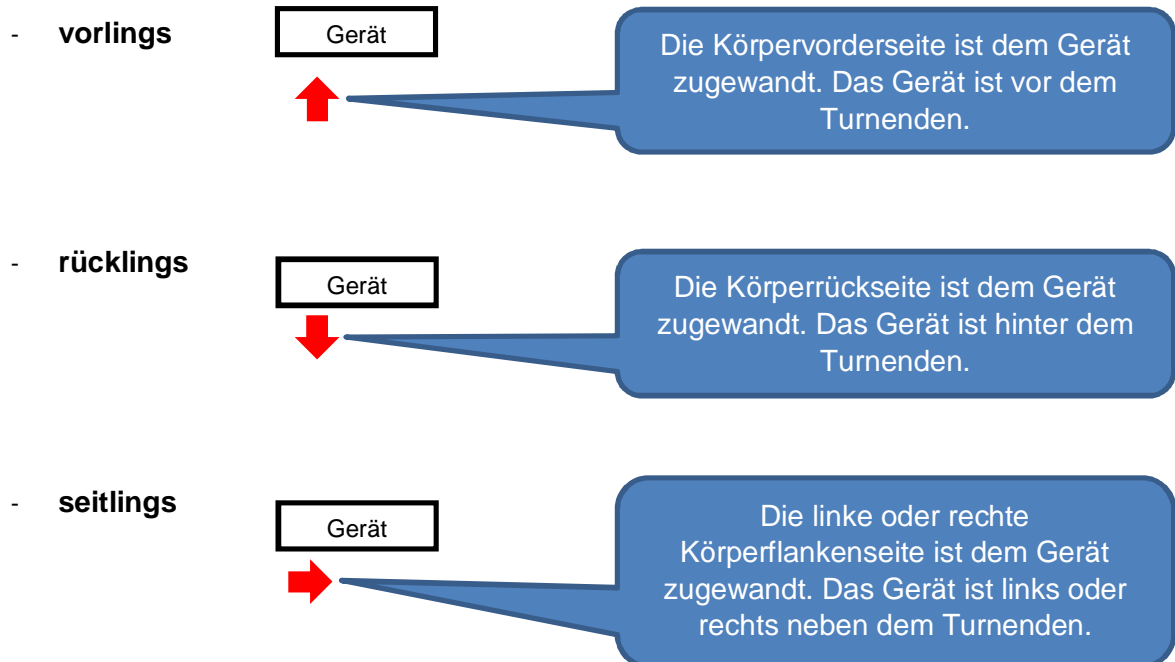 - vorlings
Gerät
Die Körpervorderseite ist dem Gerät
zugewandt. Das Gerät ist vor dem
Turnenden.
- rücklings
Gerät
Die Körperrückseite ist dem Gerät
zugewandt. Das Gerät ist hinter dem
Turnenden.
- seitlings
Gerät
Die linke oder rechte
Körperflankenseite ist dem Gerät
zugewandt. Das Gerät ist links oder
rechts neben dem Turnenden.